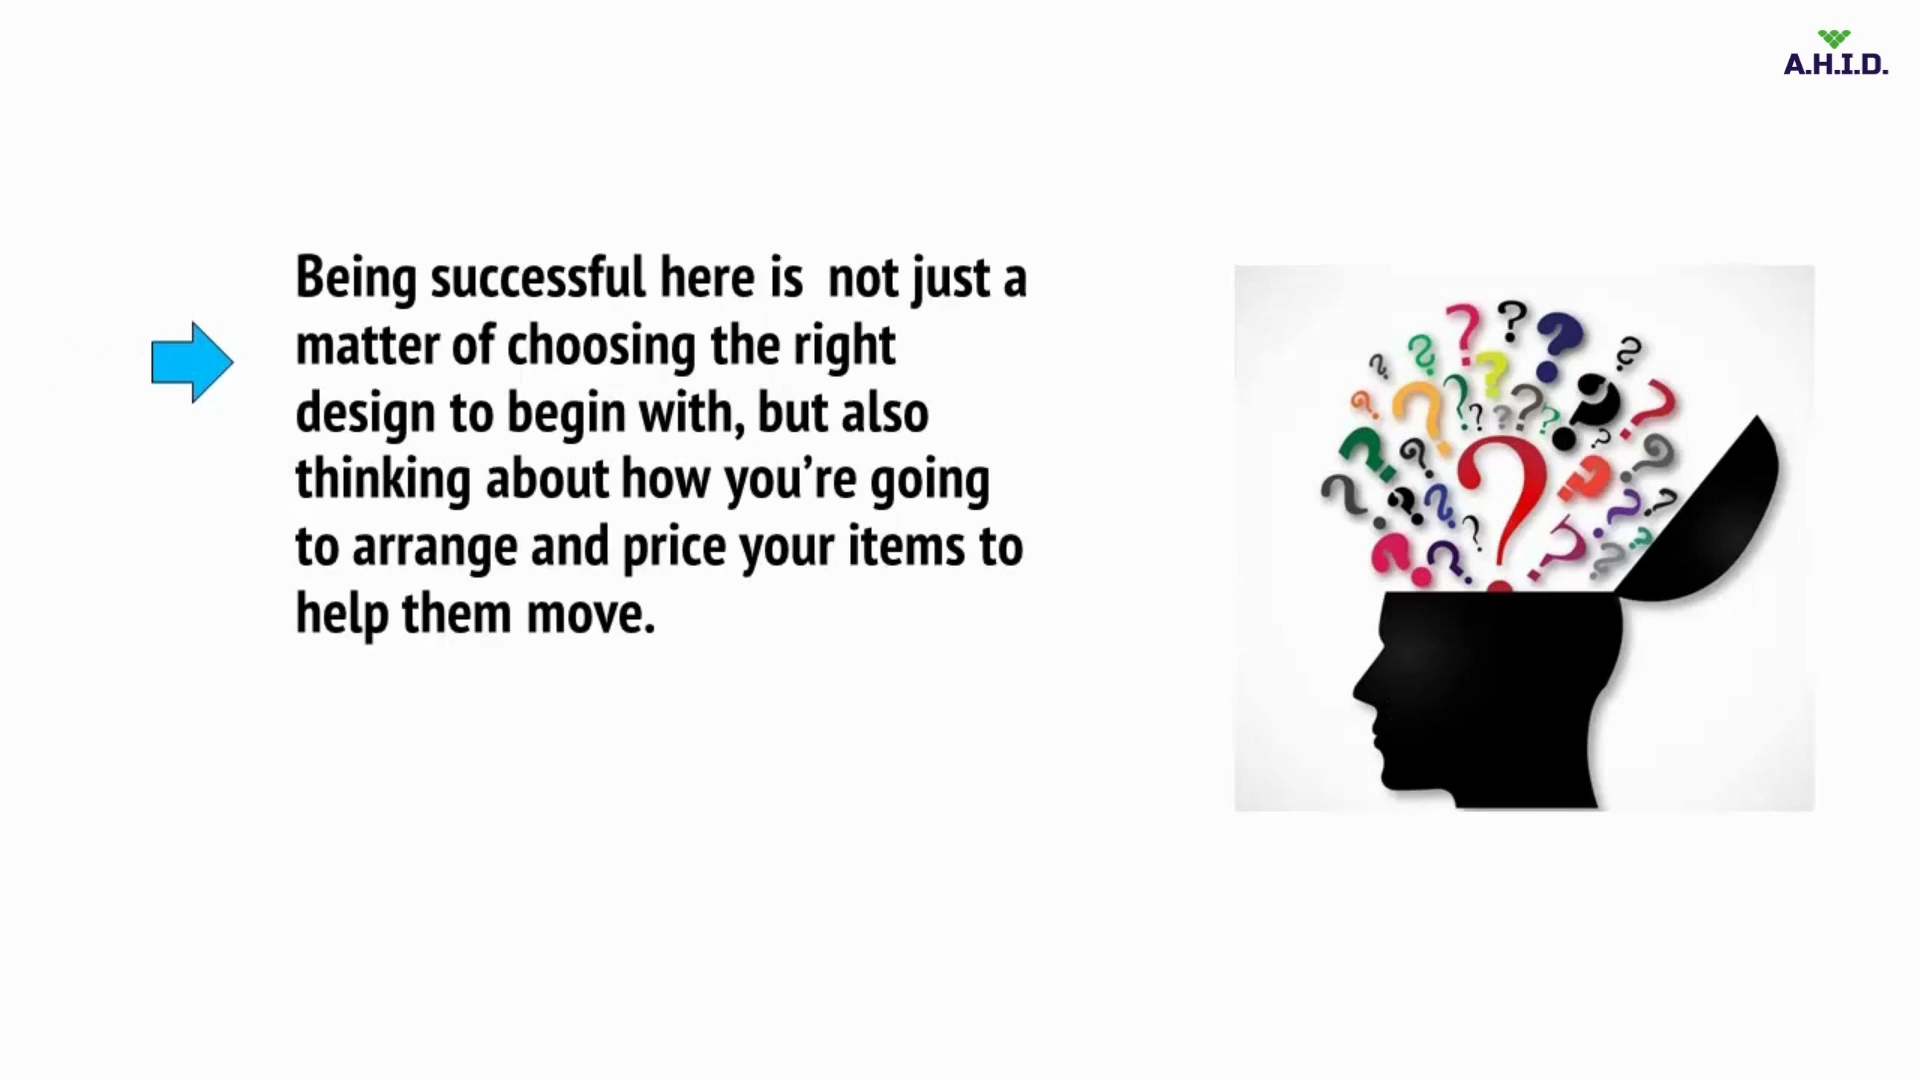 A.H.I.D.
Being successful here is  not just a
matter of choosing the right
design to begin with, but also
thinking about how you’re going
to arrange and price your items to
help them move.